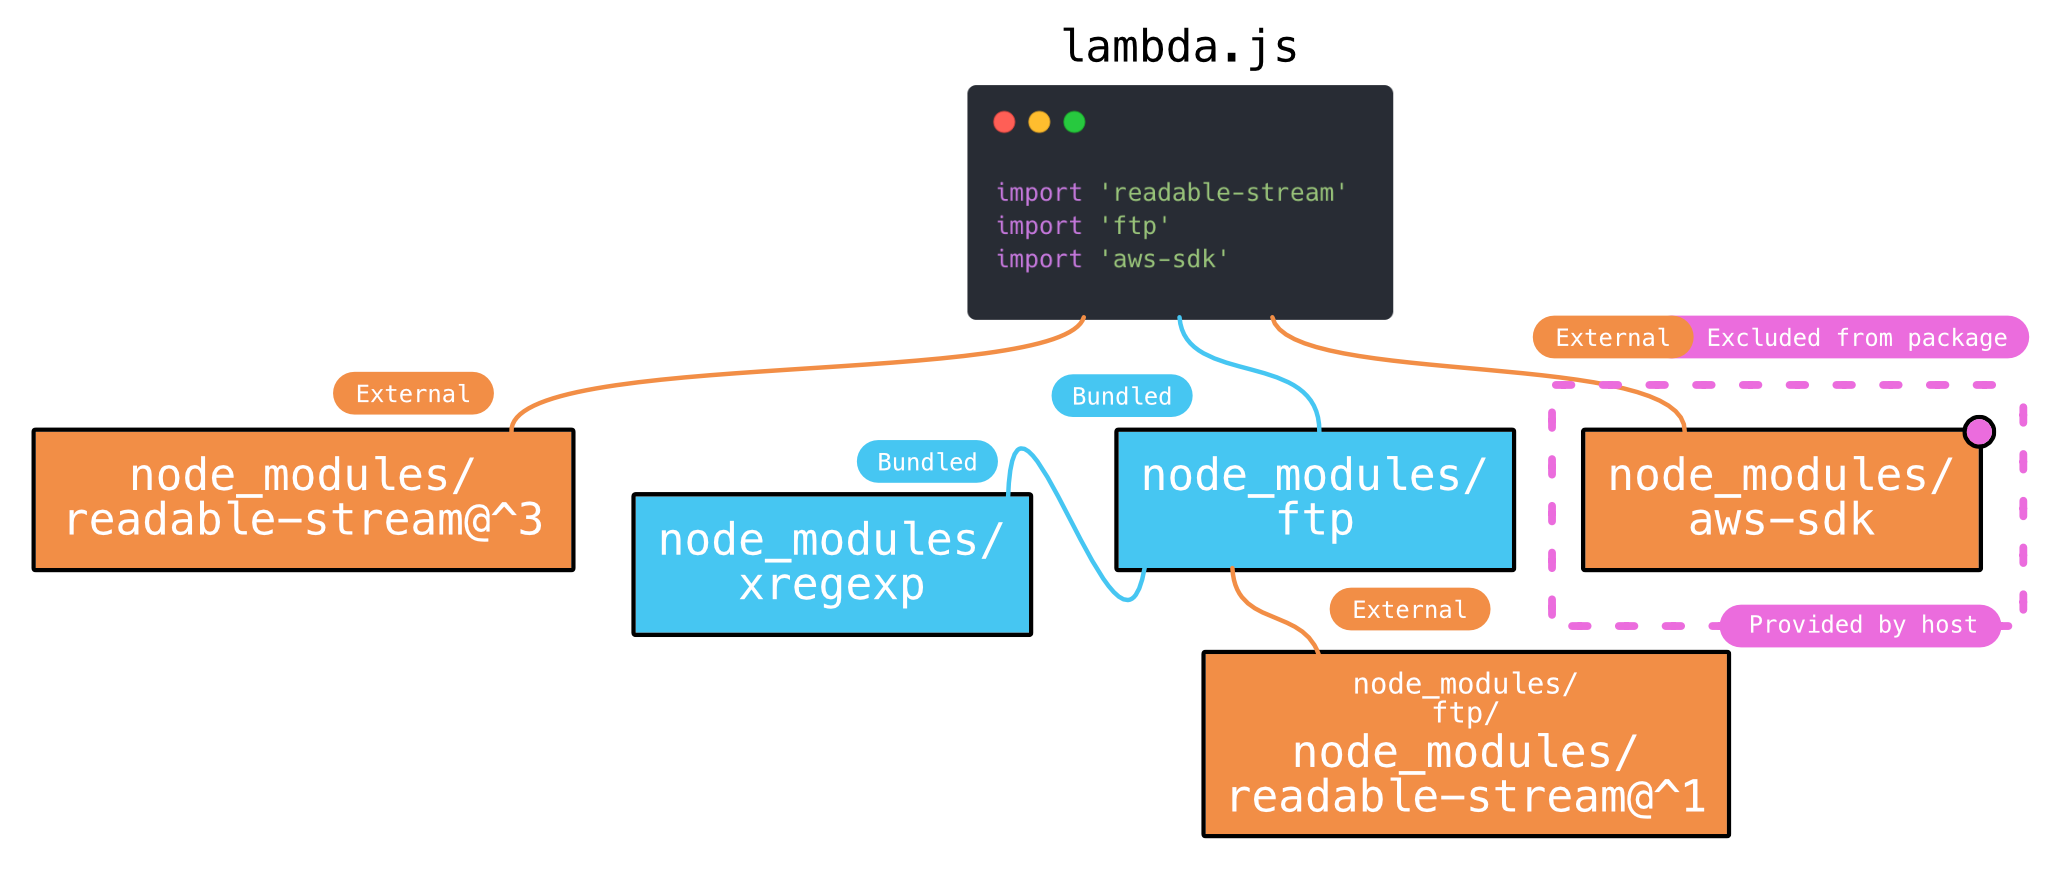 lambda.js
import 'readable-stream'
import 'ftp'
import 'aws-sdk'
External Excluded from package
External
Bundled
Bundled
node_modules/
readable-stream@^3
node_modules/
xregexp
node_modules/
ftp
node_modules/
aws-sdk
External
Provided by host
node_modules/
ftp/
node_modules/
readable-stream@^1